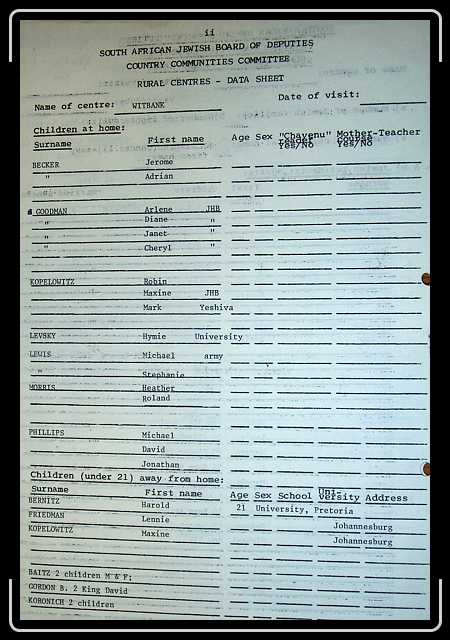 ii
SOUTH AFRICAN JEWISH BOARD OF DEPUTIES
COUNTRY COMMUNITIES COMMITTEE
RURAL CENTRES - DATA SHEET
Name of centre: WITBANK
Date of visit:
Children at home:
Surname First name Age Sex "Chavenu" Mother-Teacher
Yes/No Yes/No
BECKER Jerome
" Adrian
"
GOODMAN Arlene JHB
" Diane "
" Janet "
" Cheryl "
KOPELOWITZ Robin
Maxine JHB
Mark Yeshiva
LEVSKY Hymie University
LEWIS Michael army
" Stephanie
MORRIS Heather
Roland
PHILLIPS Michael
David
Jonathan
Children (under 21) away from home:
Surname First name Age Sex School Uni-
versity Address
BERNITZ Harold 21 University, Pretoria
FRIEDMAN Lennie Johannesburg
KOPELOWITZ Maxine Johannesburg
BAITZ 2 children M & F;
GORDON B. 2 King David
KORONICH 2 children